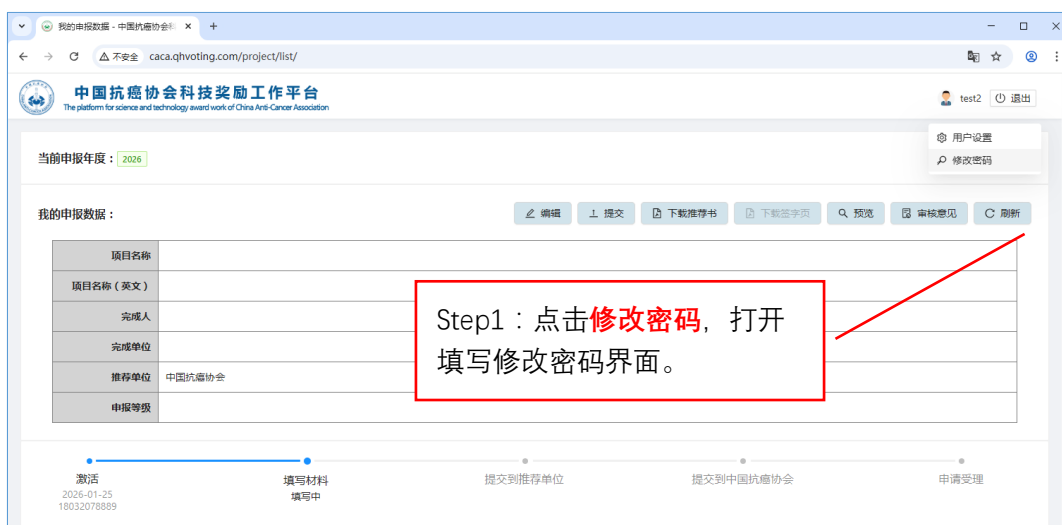 我的申报数据 - 中国抗癌协会科
不安全 caca.qhvoting.com/project/list/
中国抗癌协会科技奖励工作平台
The platform for science and technology award work of China Anti-Cancer Association
test2 退出
用户设置
修改密码
当前申报年度： 2026
我的申报数据：
编辑 提交 下载推荐书 下载签字页 预览 审核意见 刷新
项目名称
项目名称（英文）
完成人
完成单位
推荐单位 中国抗癌协会
申报等级
Step1：点击修改密码，打开
填写修改密码界面。
激活 填写材料 提交到推荐单位 提交到中国抗癌协会 申请受理
2026-01-25 填写中
18032078889